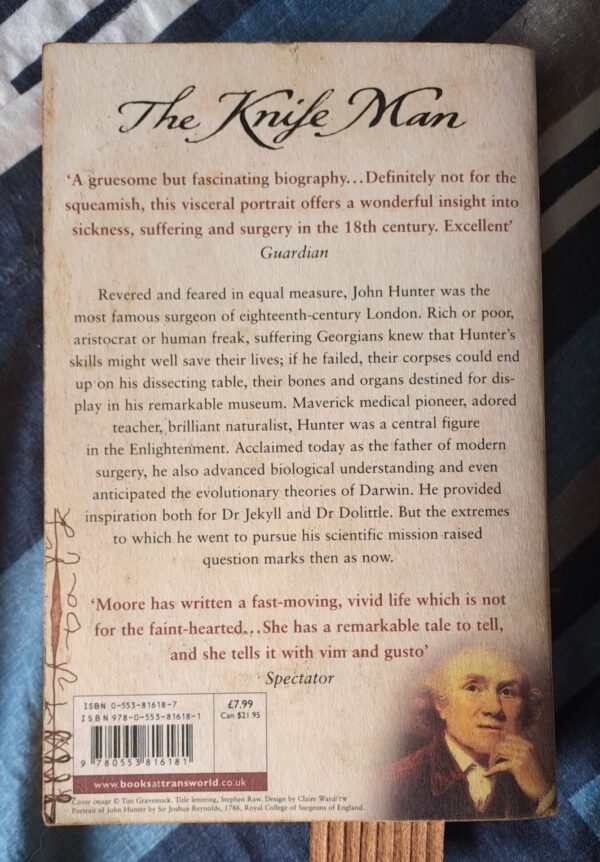 The Knife Man
'A gruesome but fascinating biography...Definitely not for the
squeamish, this visceral portrait offers a wonderful insight into
sickness, suffering and surgery in the 18th century. Excellent'
Guardian
Revered and feared in equal measure, John Hunter was the
most famous surgeon of eighteenth-century London. Rich or poor,
aristocrat or human freak, suffering Georgians knew that Hunter's
skills might well save their lives; if he failed, their corpses could end
up on his dissecting table, their bones and organs destined for dis-
play in his remarkable museum. Maverick medical pioneer, adored
teacher, brilliant naturalist, Hunter was a central figure
in the Enlightenment. Acclaimed today as the father of modern
surgery, he also advanced biological understanding and even
anticipated the evolutionary theories of Darwin. He provided
inspiration both for Dr Jekyll and Dr Dolittle. But the extremes
to which he went to pursue his scientific mission raised
question marks then as now.
'Moore has written a fast-moving, vivid life which is not
for the faint-hearted...She has a remarkable tale to tell,
and she tells it with vim and gusto'
Spectator
ISBN 0-553-81618-7
ISBN 978-0-553-81618-1
£7.99
Can $21.95
9 780553 816181
www.booksattransworld.co.uk
Cover image © Tim Gravestock. Title lettering, Stephen Raw. Design by Claire Ward/TW
Portrait of John Hunter by Sir Joshua Reynolds, 1786, Royal College of Surgeons of England.